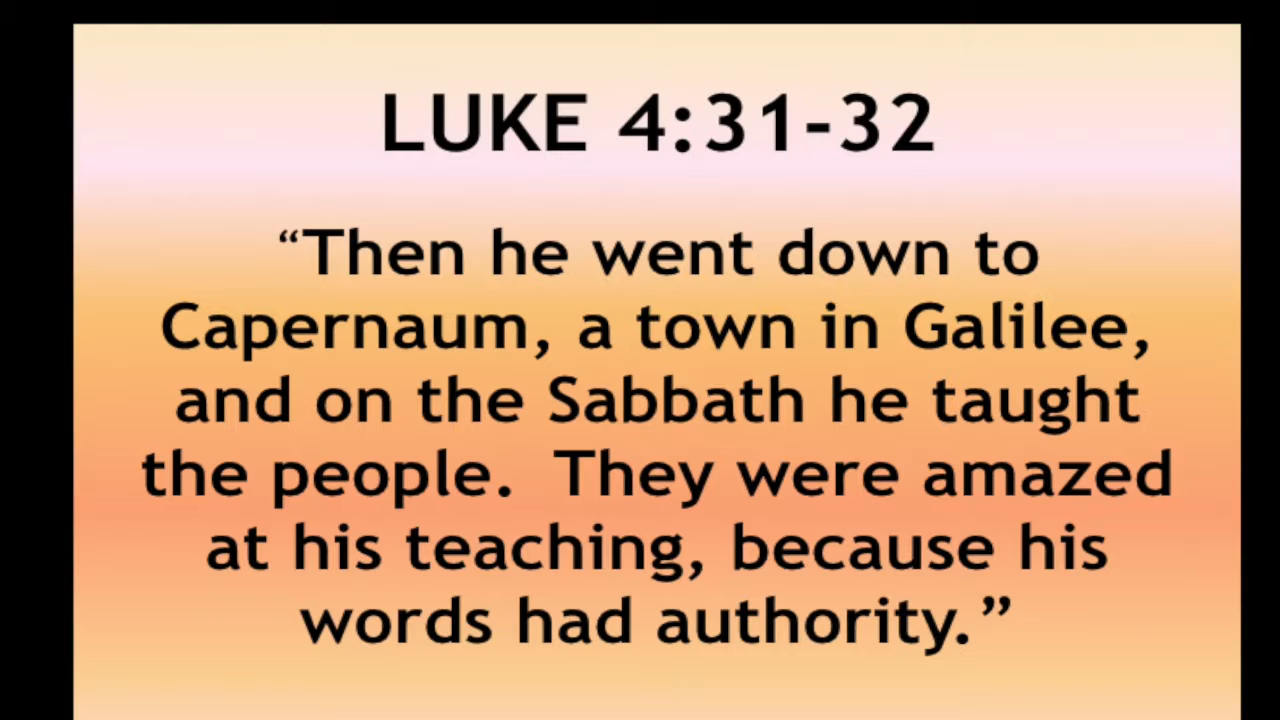 LUKE 4:31-32
“Then he went down to
Capernaum, a town in Galilee,
and on the Sabbath he taught
the people.  They were amazed
at his teaching, because his
words had authority.”